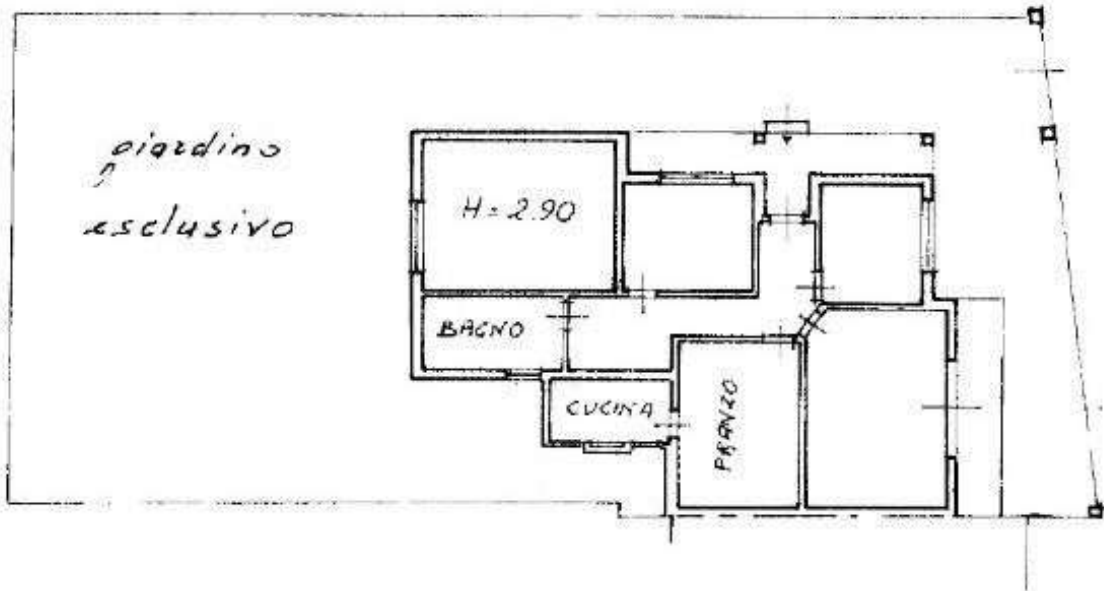 giardino
esclusivo
H = 2.90
BAGNO
CUCINA
PRANZO